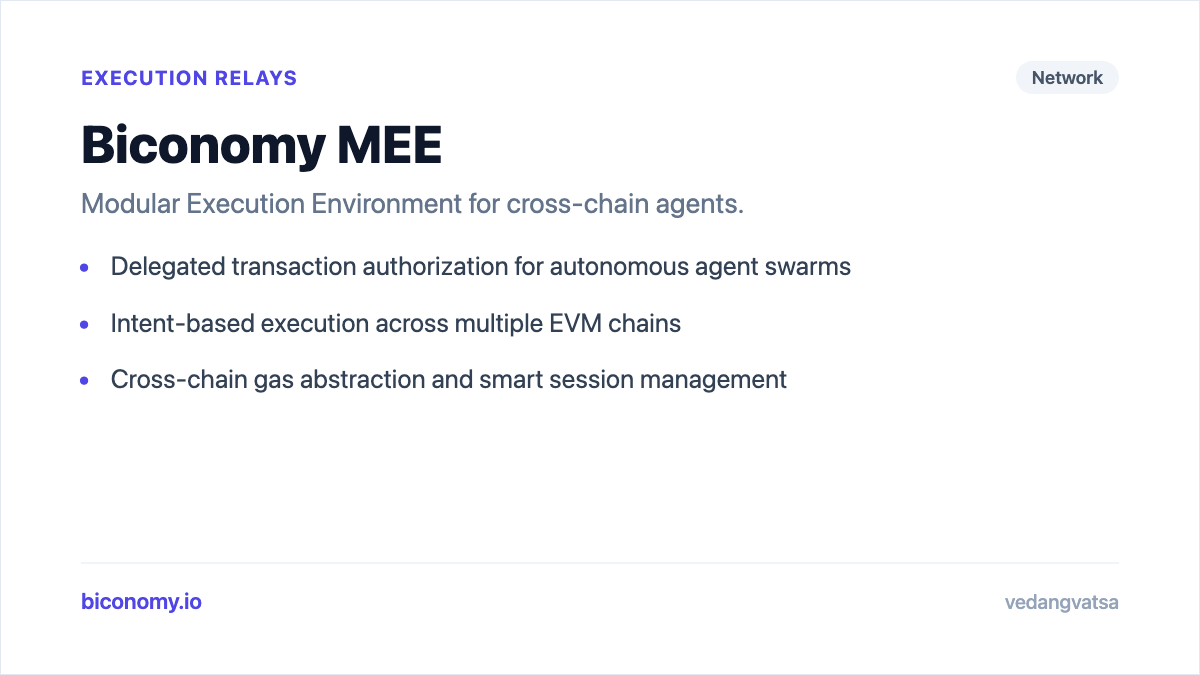 EXECUTION RELAYS
Network
Biconomy MEE
Modular Execution Environment for cross-chain agents.
• Delegated transaction authorization for autonomous agent swarms
• Intent-based execution across multiple EVM chains
• Cross-chain gas abstraction and smart session management
biconomy.io
vedangvatsa